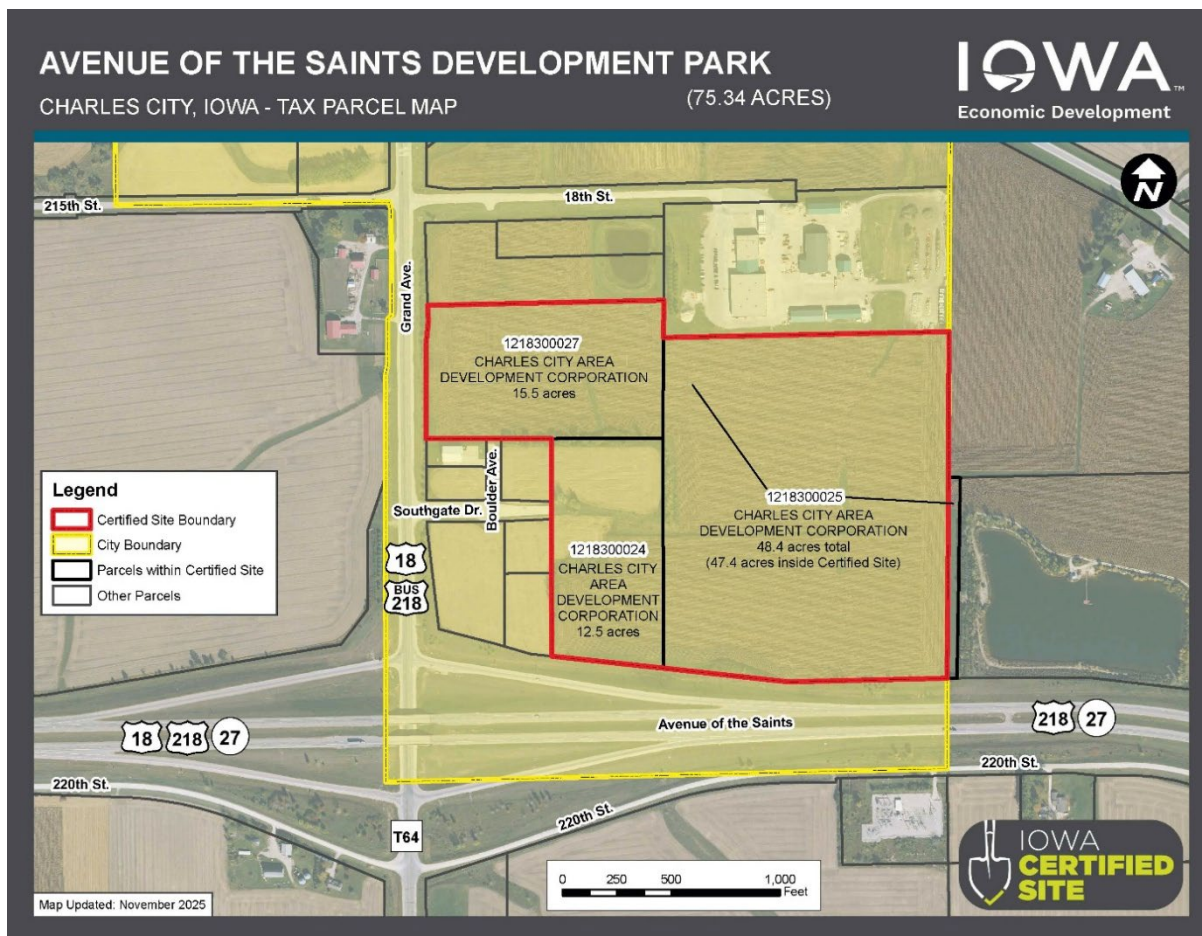 AVENUE OF THE SAINTS DEVELOPMENT PARK
CHARLES CITY, IOWA - TAX PARCEL MAP
(75.34 ACRES)
IOWA™
Economic Development
N
215th St.
18th St.
Grand Ave.
1218300027
CHARLES CITY AREA
DEVELOPMENT CORPORATION
15.5 acres
Boulder Ave.
Southgate Dr.
1218300025
CHARLES CITY AREA
DEVELOPMENT CORPORATION
48.4 acres total
(47.4 acres inside Certified Site)
1218300024
CHARLES CITY
AREA
DEVELOPMENT
CORPORATION
12.5 acres
Legend
Certified Site Boundary
City Boundary
Parcels within Certified Site
Other Parcels
18
BUS
218
18 218 27
Avenue of the Saints
218 27
220th St.
220th St.
220th St.
T64
0 250 500 1,000
Feet
IOWA
CERTIFIED
SITE
Map Updated: November 2025